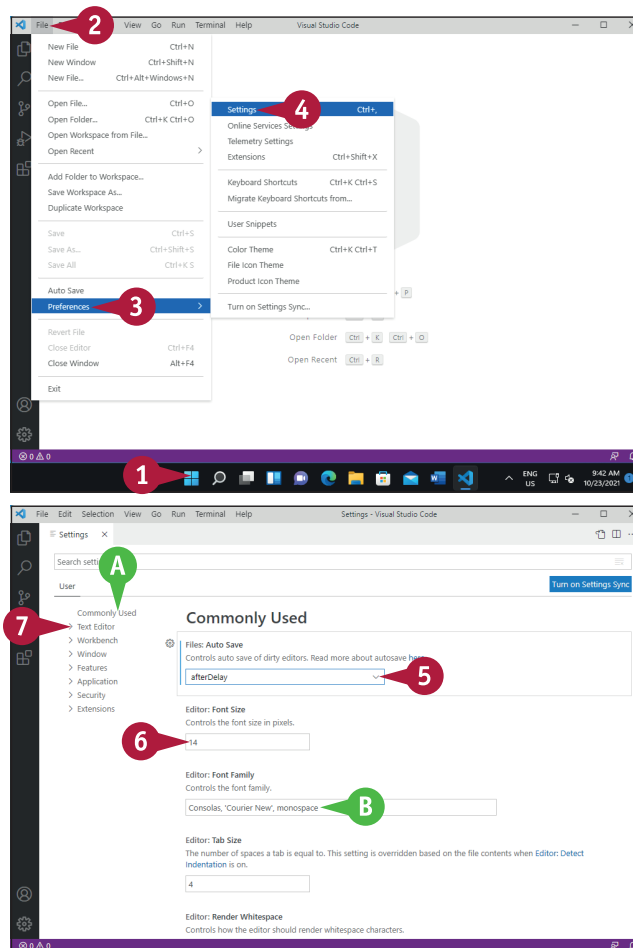 File View Go Run Terminal Help Visual Studio Code
2
New File Ctrl+N
New Window Ctrl+Shift+N
New File... Ctrl+Alt+Windows+N
Open File... Ctrl+O
Open Folder... Ctrl+K Ctrl+O
Open Workspace from File...
Open Recent
Add Folder to Workspace...
Save Workspace As...
Duplicate Workspace
Save Ctrl+S
Save As... Ctrl+Shift+S
Save All Ctrl+K S
Auto Save
Preferences
3
Revert File
Close Editor Ctrl+F4
Close Window Alt+F4
Exit
Settings Ctrl+,
4
Online Services
Telemetry Settings
Extensions Ctrl+Shift+X
Keyboard Shortcuts Ctrl+K Ctrl+S
Migrate Keyboard Shortcuts from...
User Snippets
Color Theme Ctrl+K Ctrl+T
File Icon Theme
Product Icon Theme
Turn on Settings Sync...
+ P
Open Folder Ctrl + K Ctrl + O
Open Recent Ctrl + R
0 0
1
ENG US
9:42 AM
10/23/2021
File Edit Selection View Go Run Terminal Help Settings - Visual Studio Code
Settings
Search
A
User
Turn on Settings Sync
Commonly Used
7
Text Editor
Workbench
Window
Features
Application
Security
Extensions
Commonly Used
Files: Auto Save
Controls auto save of dirty editors. Read more about autosave here.
afterDelay
5
Editor: Font Size
Controls the font size in pixels.
6
14
Editor: Font Family
Controls the font family.
Consolas, 'Courier New', monospace
B
Editor: Tab Size
The number of spaces a tab is equal to. This setting is overridden based on the file contents when Editor: Detect
Indentation is on.
4
Editor: Render Whitespace
Controls how the editor should render whitespace characters.
0 0